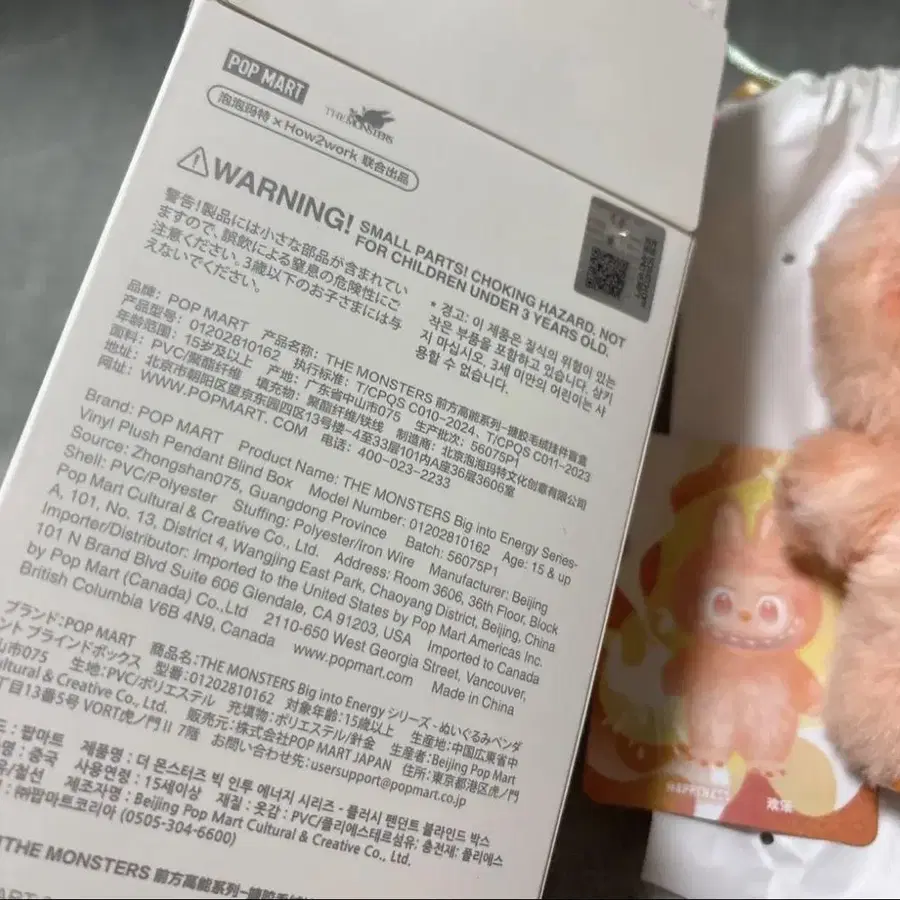 POP MART
THE MONSTERS
泡泡玛特 × How2work 联合出品
WARNING! SMALL PARTS! CHOKING HAZARD. NOT
FOR CHILDREN UNDER 3 YEARS OLD.
警告!製品には小さな部品が含まれてい
ますので、誤飲による窒息の危険性にご
注意ください。3歳以下のお子さまには与
えないでください。
* 경고: 이 제품은 질식의 위협이 있는
작은 부품을 포함하고 있습니다. 삼키
지 마십시오. 3세 미만의 어린이는 사
용할 수 없습니다.
品牌: POP MART 产品名称: THE MONSTERS 前方高能系列-搪胶毛绒挂件盲盒
产品型号: 01202810162 执行标准: T/CPQS C010-2024、T/CPQS C011-2023
年龄范围: 15岁及以上 产地: 广东省中山市075 生产批次: 56075P1
面料: PVC/聚酯纤维 填充物: 聚酯纤维/铁线 制造商: 北京泡泡玛特文化创意有限公司
地址: 北京市朝阳区望京东园四区13号楼-4至33层101内A座36层3606室
网址: WWW.POPMART.COM 电话: 400-023-2233
Brand: POP MART Product Name: THE MONSTERS Big into Energy Series-
Vinyl Plush Pendant Blind Box Model Number: 01202810162 Age: 15 & up
Source: Zhongshan075, Guangdong Province Batch: 56075P1
Shell: PVC/Polyester Stuffing: Polyester/Iron Wire Manufacturer: Beijing
Pop Mart Cultural & Creative Co., Ltd. Address: Room 3606, 36th Floor, Block
A, 101, No. 13, District 4, Wangjing East Park, Chaoyang District, Beijing, China
Importer/Distributor: Imported to the United States by Pop Mart Americas Inc.
101 N Brand Blvd Suite 606 Glendale, CA 91203, USA Imported to Canada
by Pop Mart (Canada) Co.,Ltd 2110-650 West Georgia Street, Vancouver,
British Columbia V6B 4N9, Canada www.popmart.com Made in China
ブランド:POP MART 商品名:THE MONSTERS Big into Energy シリーズ - ぬいぐるみペンダ
ント ブラインドボックス 型番:01202810162 対象年齢:15歳以上 生産地:中国広東省中
山市075 生地:PVC/ポリエステル 充填物:ポリエステル/針金 生産者:Beijing Pop Mart
Cultural & Creative Co., Ltd. 販売元:株式会社POP MART JAPAN 住所:東京都港区虎ノ門
丁目13番5号 VORT虎ノ門II 7階 お問い合わせ先:usersupport@popmart.co.jp
드 : 팝마트 제품명 : 더 몬스터즈 빅 인투 에너지 시리즈 - 플러시 펜던트 블라인드 박스
명 : 중국 사용연령 : 15세이상 재질 : 옷감 : PVC/폴리에스테르섬유; 충전재: 폴리에스
유/철선 제조자명 : Beijing Pop Mart Cultural & Creative Co., Ltd.
㈜팝마트코리아 (0505-304-6600)
THE MONSTERS 前方高能系列-搪胶毛绒
MART
HAPPINESS 欢乐